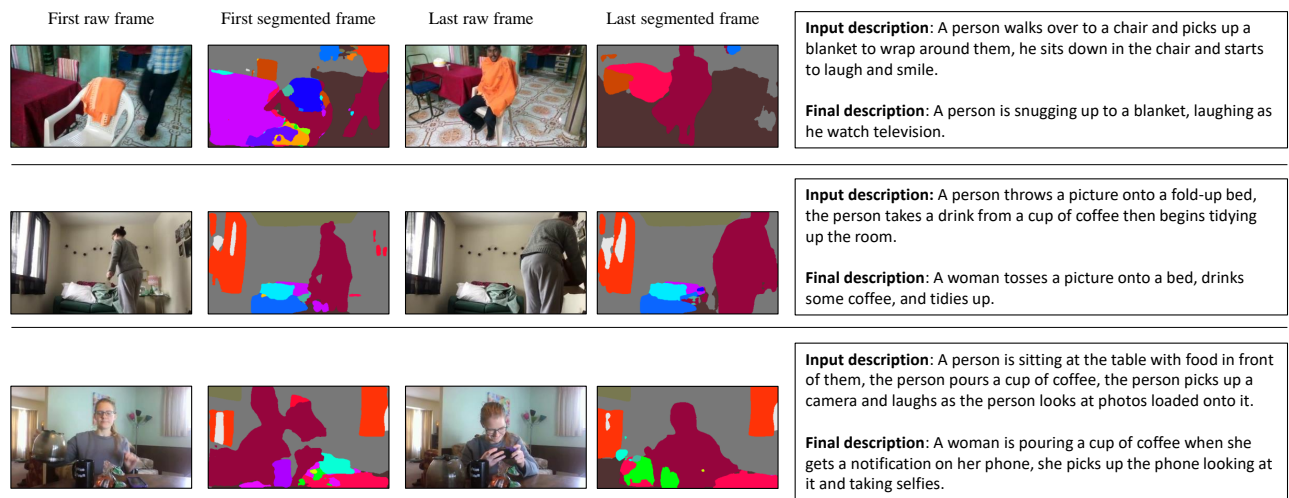 First raw frame First segmented frame Last raw frame Last segmented frame
Input description: A person walks over to a chair and picks up a
blanket to wrap around them, he sits down in the chair and starts
to laugh and smile.
Final description: A person is snugging up to a blanket, laughing as
he watch television.
Input description: A person throws a picture onto a fold-up bed,
the person takes a drink from a cup of coffee then begins tidying
up the room.
Final description: A woman tosses a picture onto a bed, drinks
some coffee, and tidies up.
Input description: A person is sitting at the table with food in front
of them, the person pours a cup of coffee, the person picks up a
camera and laughs as the person looks at photos loaded onto it.
Final description: A woman is pouring a cup of coffee when she
gets a notification on her phone, she picks up the phone looking at
it and taking selfies.